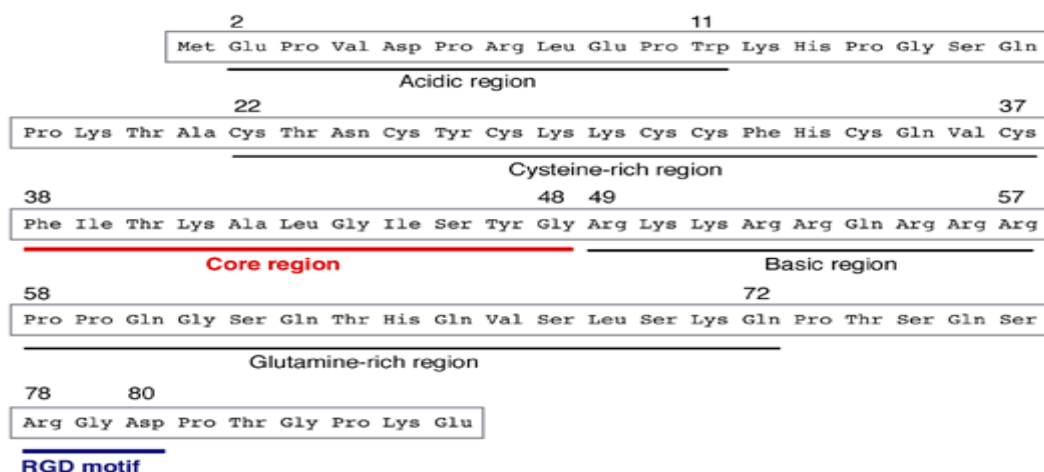 2 11
Met Glu Pro Val Asp Pro Arg Leu Glu Pro Trp Lys His Pro Gly Ser Gln
Acidic region
22 37
Pro Lys Thr Ala Cys Thr Asn Cys Tyr Cys Lys Lys Cys Cys Phe His Cys Gln Val Cys
Cysteine-rich region
38 48 49 57
Phe Ile Thr Lys Ala Leu Gly Ile Ser Tyr Gly Arg Lys Lys Arg Arg Gln Arg Arg Arg
Core region Basic region
58 72
Pro Pro Gln Gly Ser Gln Thr His Gln Val Ser Leu Ser Lys Gln Pro Thr Ser Gln Ser
Glutamine-rich region
78 80
Arg Gly Asp Pro Thr Gly Pro Lys Glu
RGD motif